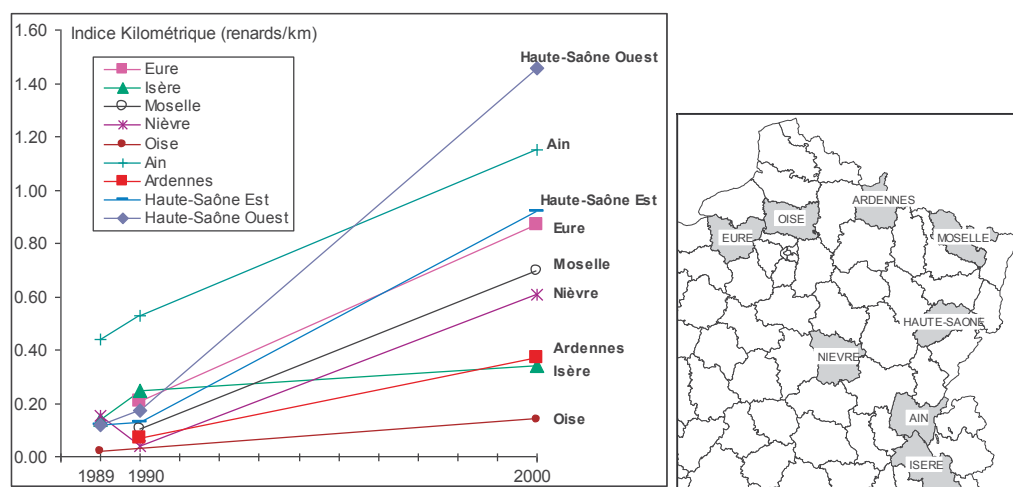 Indice Kilométrique (renards/km)
1.60
1.40
1.20
1.00
0.80
0.60
0.40
0.20
0.00
1989
1990
2000
Eure
Isère
Moselle
Nièvre
Oise
Ain
Ardennes
Haute-Saône Est
Haute-Saône Ouest
Haute-Saône Ouest
Ain
Haute-Saône Est
Eure
Moselle
Nièvre
Ardennes
Isère
Oise
ARDENNES
OISE
EURE
MOSELLE
HAUTE-SAONE
NIEVRE
AIN
ISERE